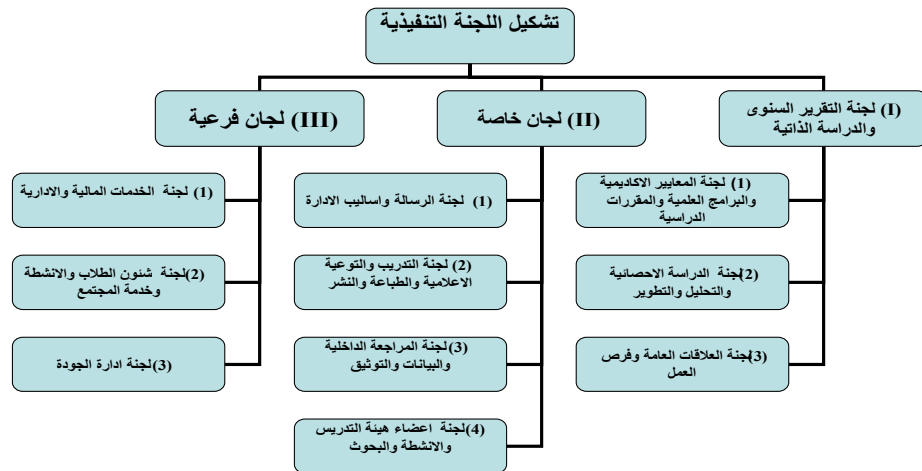 تشكيل اللجنة التنفيذية
(I) لجنة التقرير السنوى
والدراسة الذاتية
(1) لجنة المعايير الاكاديمية
والبرامج العلمية والمقررات
الدراسية
(2)لجنة الدراسة الاحصائية
والتحليل والتطوير
(3)لجنة العلاقات العامة وفرص
العمل
(II) لجان خاصة
(1) لجنة الرسالة واساليب الادارة
(2) لجنة التدريب والتوعية
الاعلامية والطباعة والنشر
(3)لجنة المراجعة الداخلية
والبيانات والتوثيق
(4)لجنة اعضاء هيئة التدريس
والانشطة والبحوث
(III) لجان فرعية
(1) لجنة الخدمات المالية والادارية
(2)لجنة شئون الطلاب والانشطة
وخدمة المجتمع
(3)لجنة ادارة الجودة